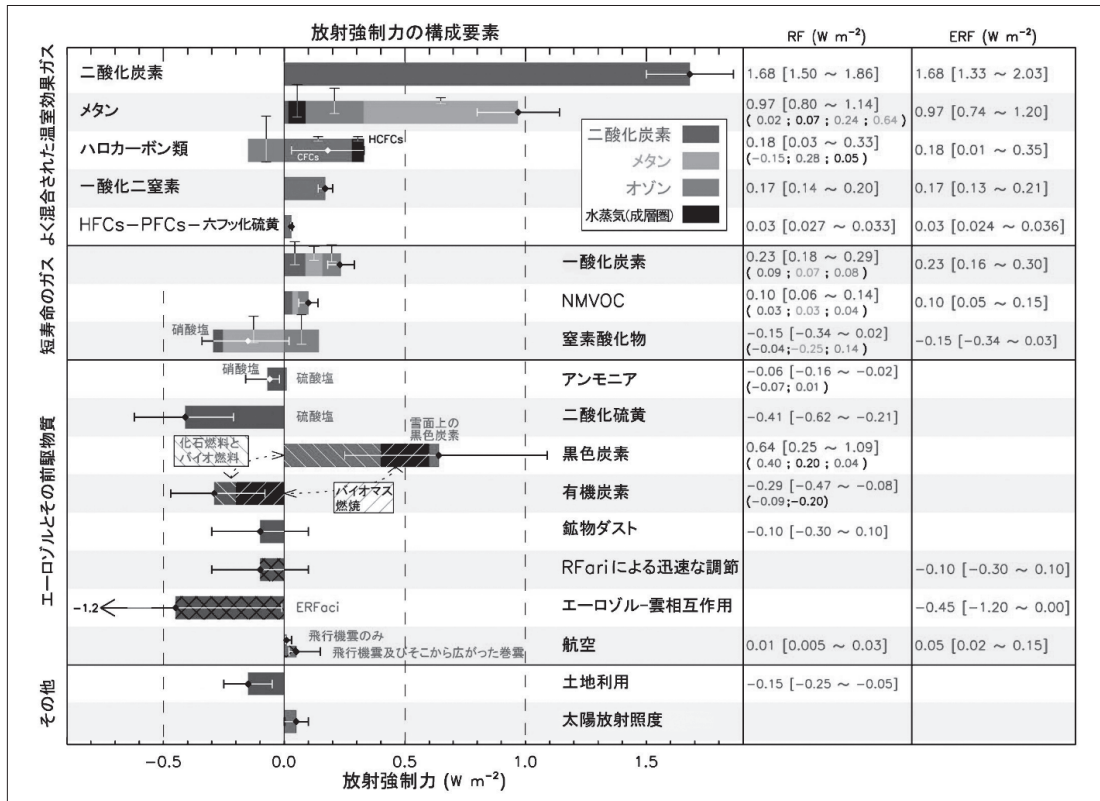 放射強制力の構成要素
RF (W m⁻²)
ERF (W m⁻²)
よく混合された温室効果ガス
二酸化炭素
1.68 [1.50 ~ 1.86]
1.68 [1.33 ~ 2.03]
メタン
0.97 [0.80 ~ 1.14]
(0.02 ; 0.07 ; 0.24 ; 0.64)
0.97 [0.74 ~ 1.20]
ハロカーボン類
CFCs
HCFCs
0.18 [0.03 ~ 0.33]
(-0.15; 0.28 ; 0.05)
0.18 [0.01 ~ 0.35]
一酸化二窒素
0.17 [0.14 ~ 0.20]
0.17 [0.13 ~ 0.21]
HFCs-PFCs-六フッ化硫黄
0.03 [0.027 ~ 0.033]
0.03 [0.024 ~ 0.036]
二酸化炭素
メタン
オゾン
水蒸気(成層圏)
短寿命のガス
一酸化炭素
0.23 [0.18 ~ 0.29]
(0.09 ; 0.07 ; 0.08)
0.23 [0.16 ~ 0.30]
NMVOC
0.10 [0.06 ~ 0.14]
(0.03 ; 0.03 ; 0.04)
0.10 [0.05 ~ 0.15]
硝酸塩
窒素酸化物
-0.15 [-0.34 ~ 0.02]
(-0.04;-0.25; 0.14)
-0.15 [-0.34 ~ 0.03]
エーロゾルとその前駆物質
硝酸塩
硫酸塩
アンモニア
-0.06 [-0.16 ~ -0.02]
(-0.07; 0.01)
硫酸塩
二酸化硫黄
-0.41 [-0.62 ~ -0.21]
化石燃料と
バイオ燃料
雪面上の
黒色炭素
黒色炭素
0.64 [0.25 ~ 1.09]
(0.40 ; 0.20 ; 0.04)
バイオマス
燃焼
有機炭素
-0.29 [-0.47 ~ -0.08]
(-0.09;-0.20)
鉱物ダスト
-0.10 [-0.30 ~ 0.10]
RFariによる迅速な調節
-0.10 [-0.30 ~ 0.10]
-1.2
ERFaci
エーロゾル-雲相互作用
-0.45 [-1.20 ~ 0.00]
飛行機雲のみ
飛行機雲及びそこから広がった巻雲
航空
0.01 [0.005 ~ 0.03]
0.05 [0.02 ~ 0.15]
その他
土地利用
-0.15 [-0.25 ~ -0.05]
太陽放射照度
-0.5
0.0
0.5
1.0
1.5
放射強制力 (W m⁻²)